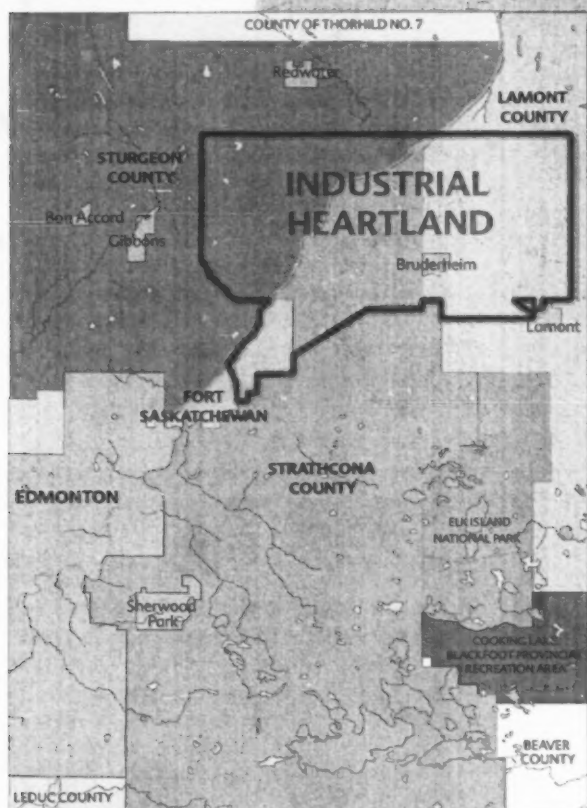 COUNTY OF THORHILD NO. 7
Redwater
LAMONT
COUNTY
STURGEON
COUNTY
INDUSTRIAL
HEARTLAND
Bon Accord
Gibbons
Bruderheim
Lamont
FORT
SASKATCHEWAN
STRATHCONA
COUNTY
EDMONTON
ELK ISLAND
NATIONAL PARK
Sherwood
Park
COOKING LAKE
BLACKFOOT PROVINCIAL
RECREATION AREA
BEAVER
COUNTY
LEDUC COUNTY